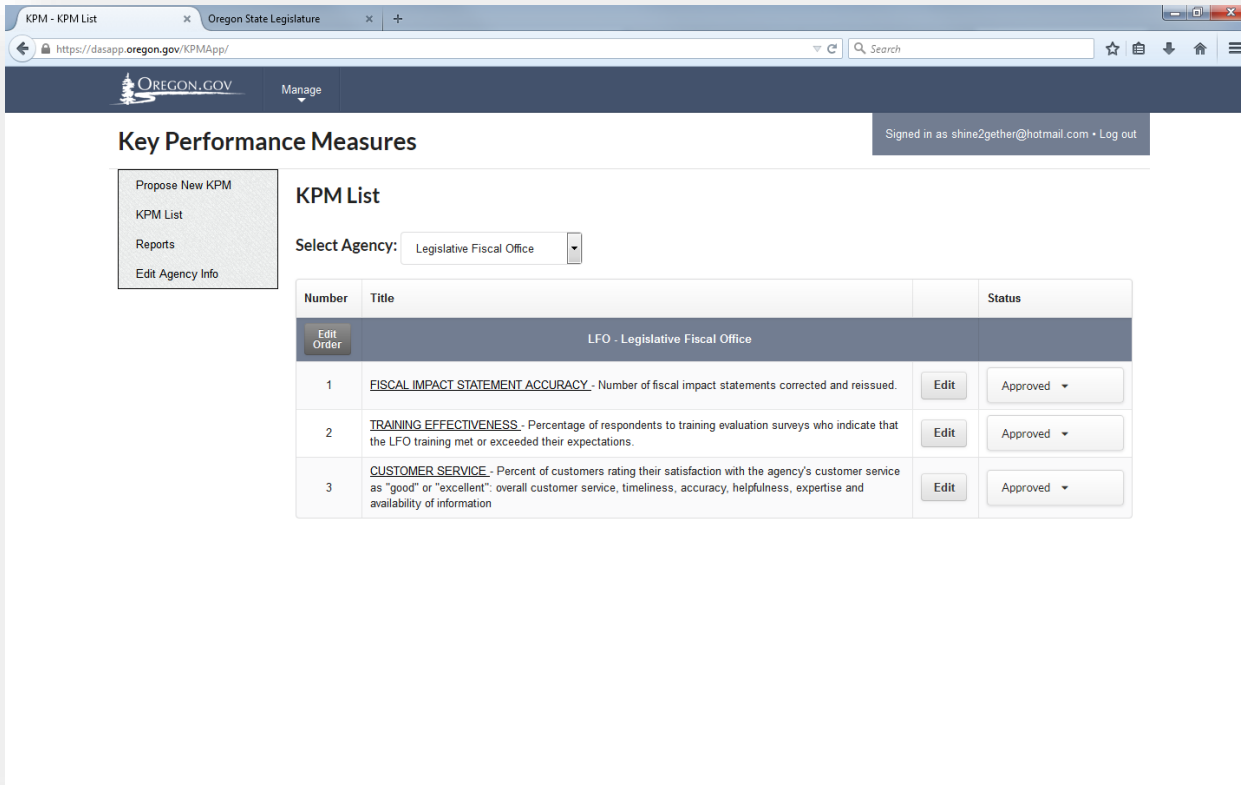 KPM - KPM List
Oregon State Legislature
https://dasapp.oregon.gov/KPMApp/
Search
OREGON.GOV
Manage
Key Performance Measures
Signed in as shine2gether@hotmail.com • Log out
Propose New KPM
KPM List
Reports
Edit Agency Info
KPM List
Select Agency: Legislative Fiscal Office
Number Title Status
Edit Order LFO - Legislative Fiscal Office
1 FISCAL IMPACT STATEMENT ACCURACY - Number of fiscal impact statements corrected and reissued. Edit Approved
2 TRAINING EFFECTIVENESS - Percentage of respondents to training evaluation surveys who indicate that
the LFO training met or exceeded their expectations. Edit Approved
3 CUSTOMER SERVICE - Percent of customers rating their satisfaction with the agency's customer service
as "good" or "excellent": overall customer service, timeliness, accuracy, helpfulness, expertise and
availability of information Edit Approved